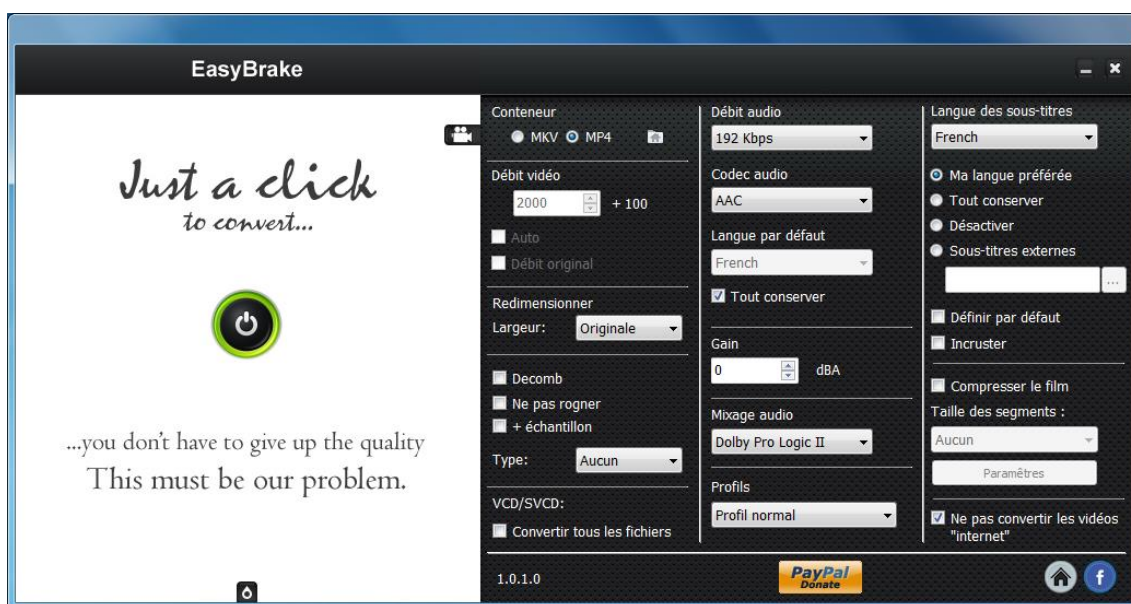 EasyBrake
Just a click
to convert...
...you don't have to give up the quality
This must be our problem.
Conteneur
MKV MP4
Débit vidéo
2000 + 100
Auto
Débit original
Redimensionner
Largeur: Originale
Decomb
Ne pas rogner
+ échantillon
Type: Aucun
VCD/SVCD:
Convertir tous les fichiers
Débit audio
192 Kbps
Codec audio
AAC
Langue par défaut
French
Tout conserver
Gain
0 dBA
Mixage audio
Dolby Pro Logic II
Profils
Profil normal
Langue des sous-titres
French
Ma langue préférée
Tout conserver
Désactiver
Sous-titres externes
...
Définir par défaut
Incruster
Compresser le film
Taille des segments :
Aucun
Paramêtres
Ne pas convertir les vidéos
"internet"
1.0.1.0
PayPal
Donate
f